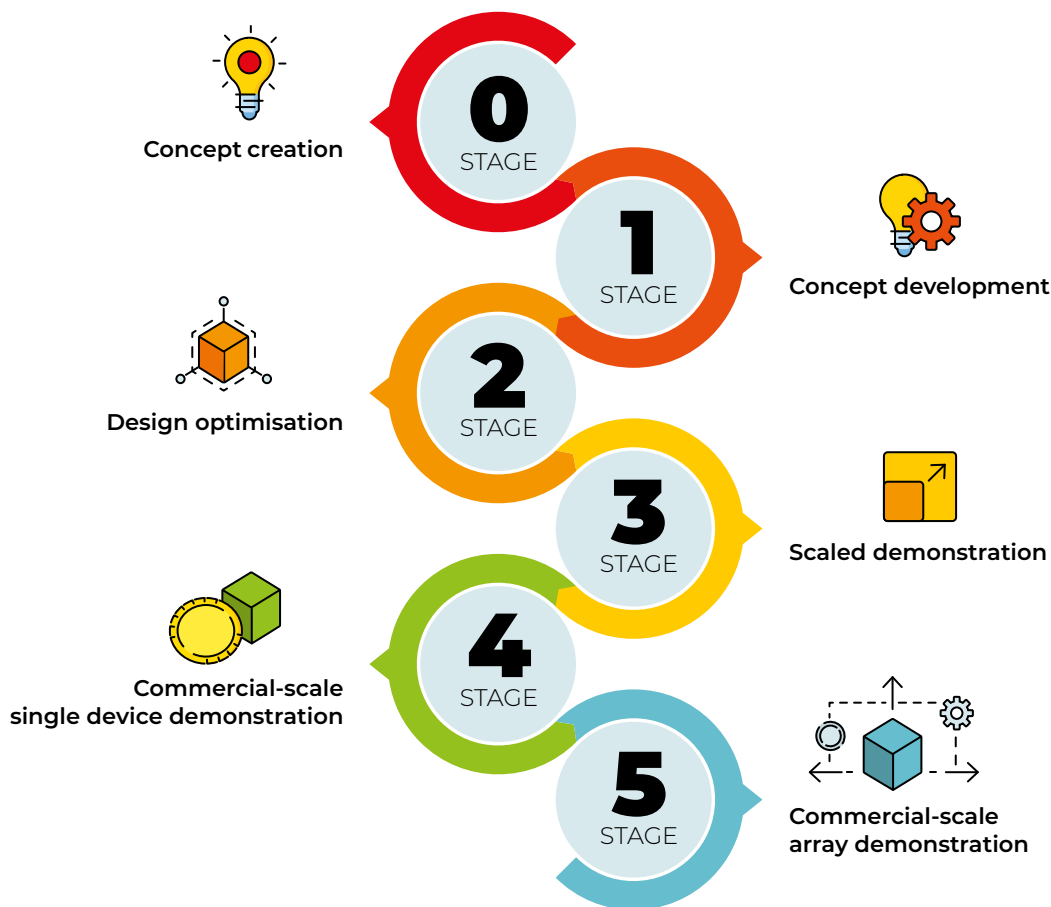 0
STAGE
Concept creation
1
STAGE
Concept development
2
STAGE
Design optimisation
3
STAGE
Scaled demonstration
4
STAGE
Commercial-scale
single device demonstration
5
STAGE
Commercial-scale
array demonstration